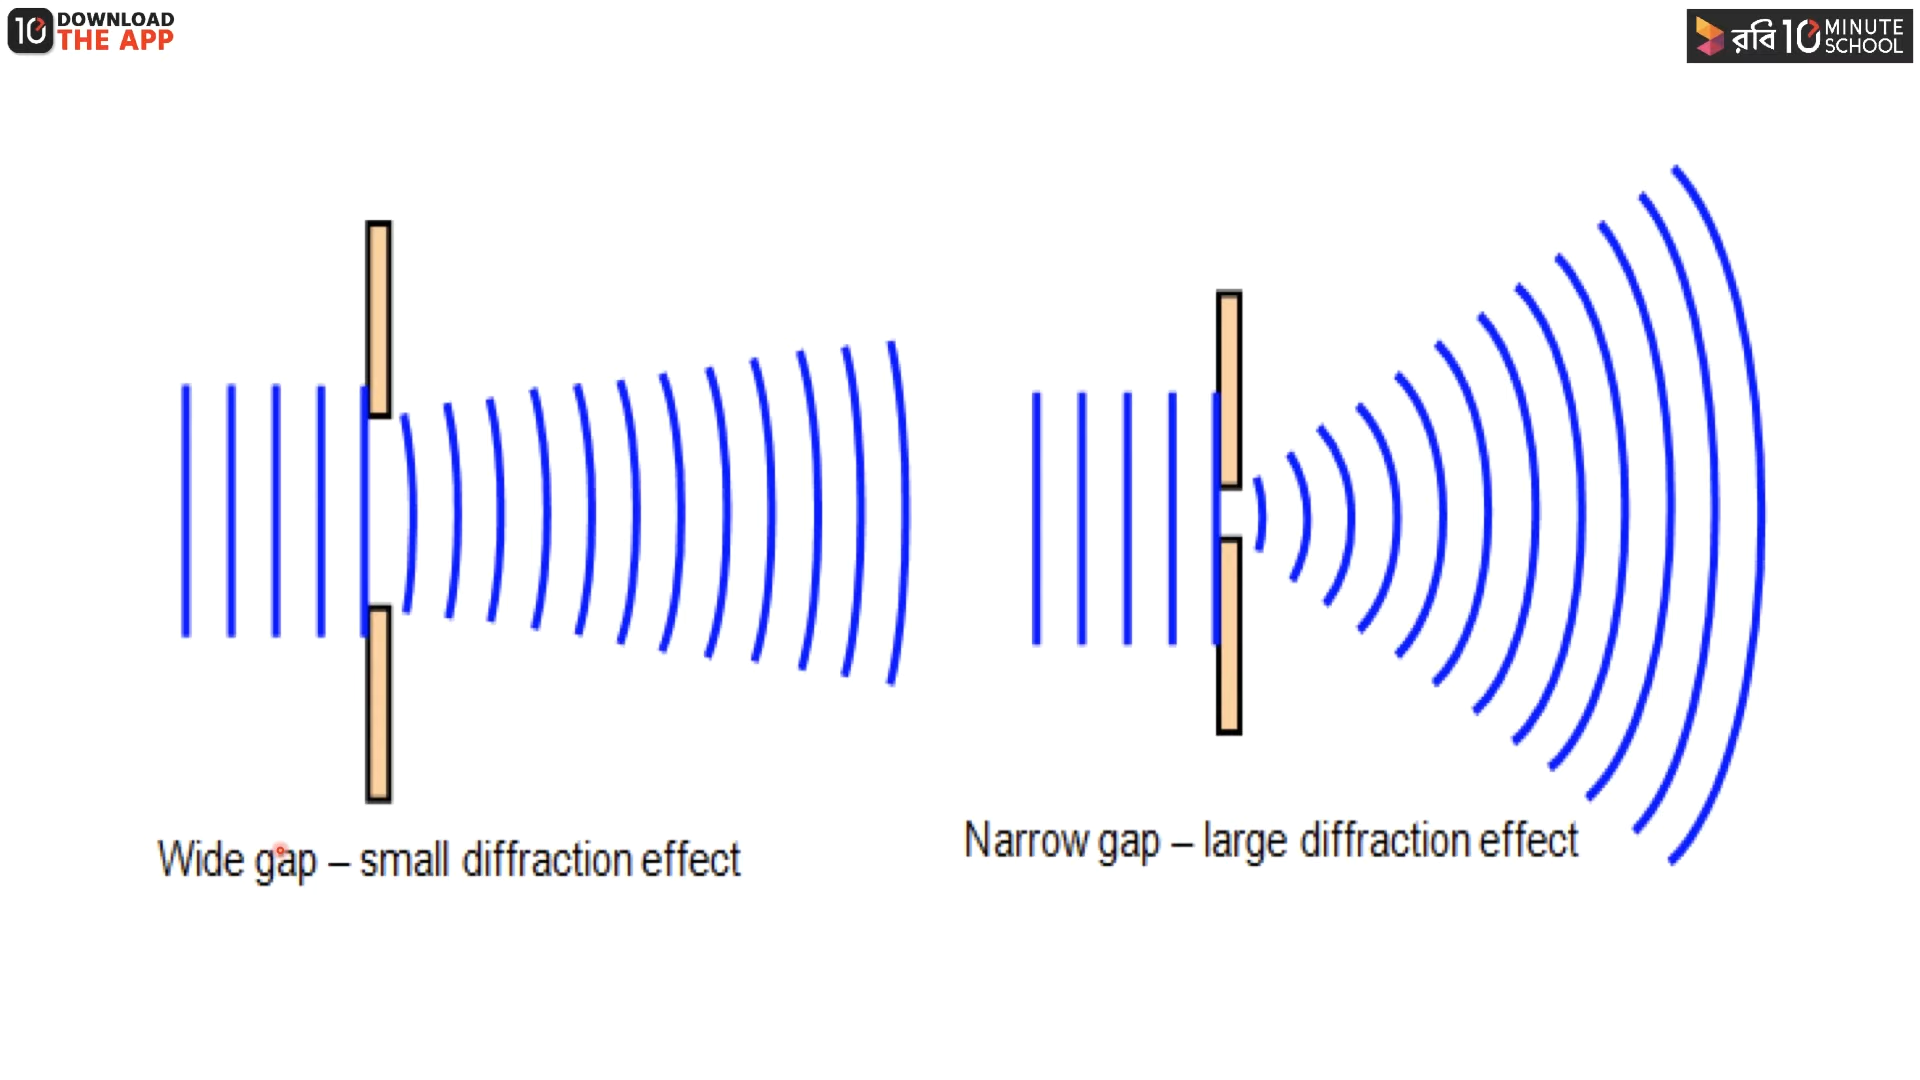 10 DOWNLOAD
THE APP
রবি 10 MINUTE
SCHOOL
Wide gap – small diffraction effect
Narrow gap – large diffraction effect